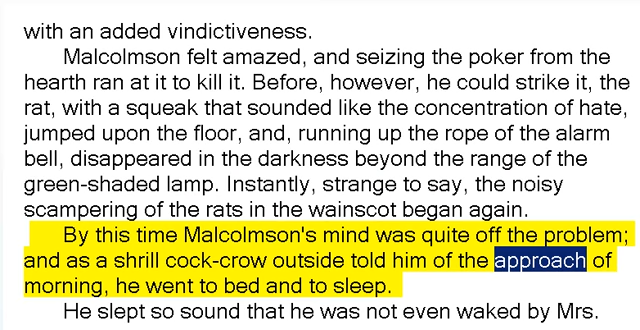 with an added vindictiveness.
Malcolmson felt amazed, and seizing the poker from the
hearth ran at it to kill it. Before, however, he could strike it, the
rat, with a squeak that sounded like the concentration of hate,
jumped upon the floor, and, running up the rope of the alarm
bell, disappeared in the darkness beyond the range of the
green-shaded lamp. Instantly, strange to say, the noisy
scampering of the rats in the wainscot began again.
By this time Malcolmson's mind was quite off the problem;
and as a shrill cock-crow outside told him of the approach of
morning, he went to bed and to sleep.
He slept so sound that he was not even waked by Mrs.